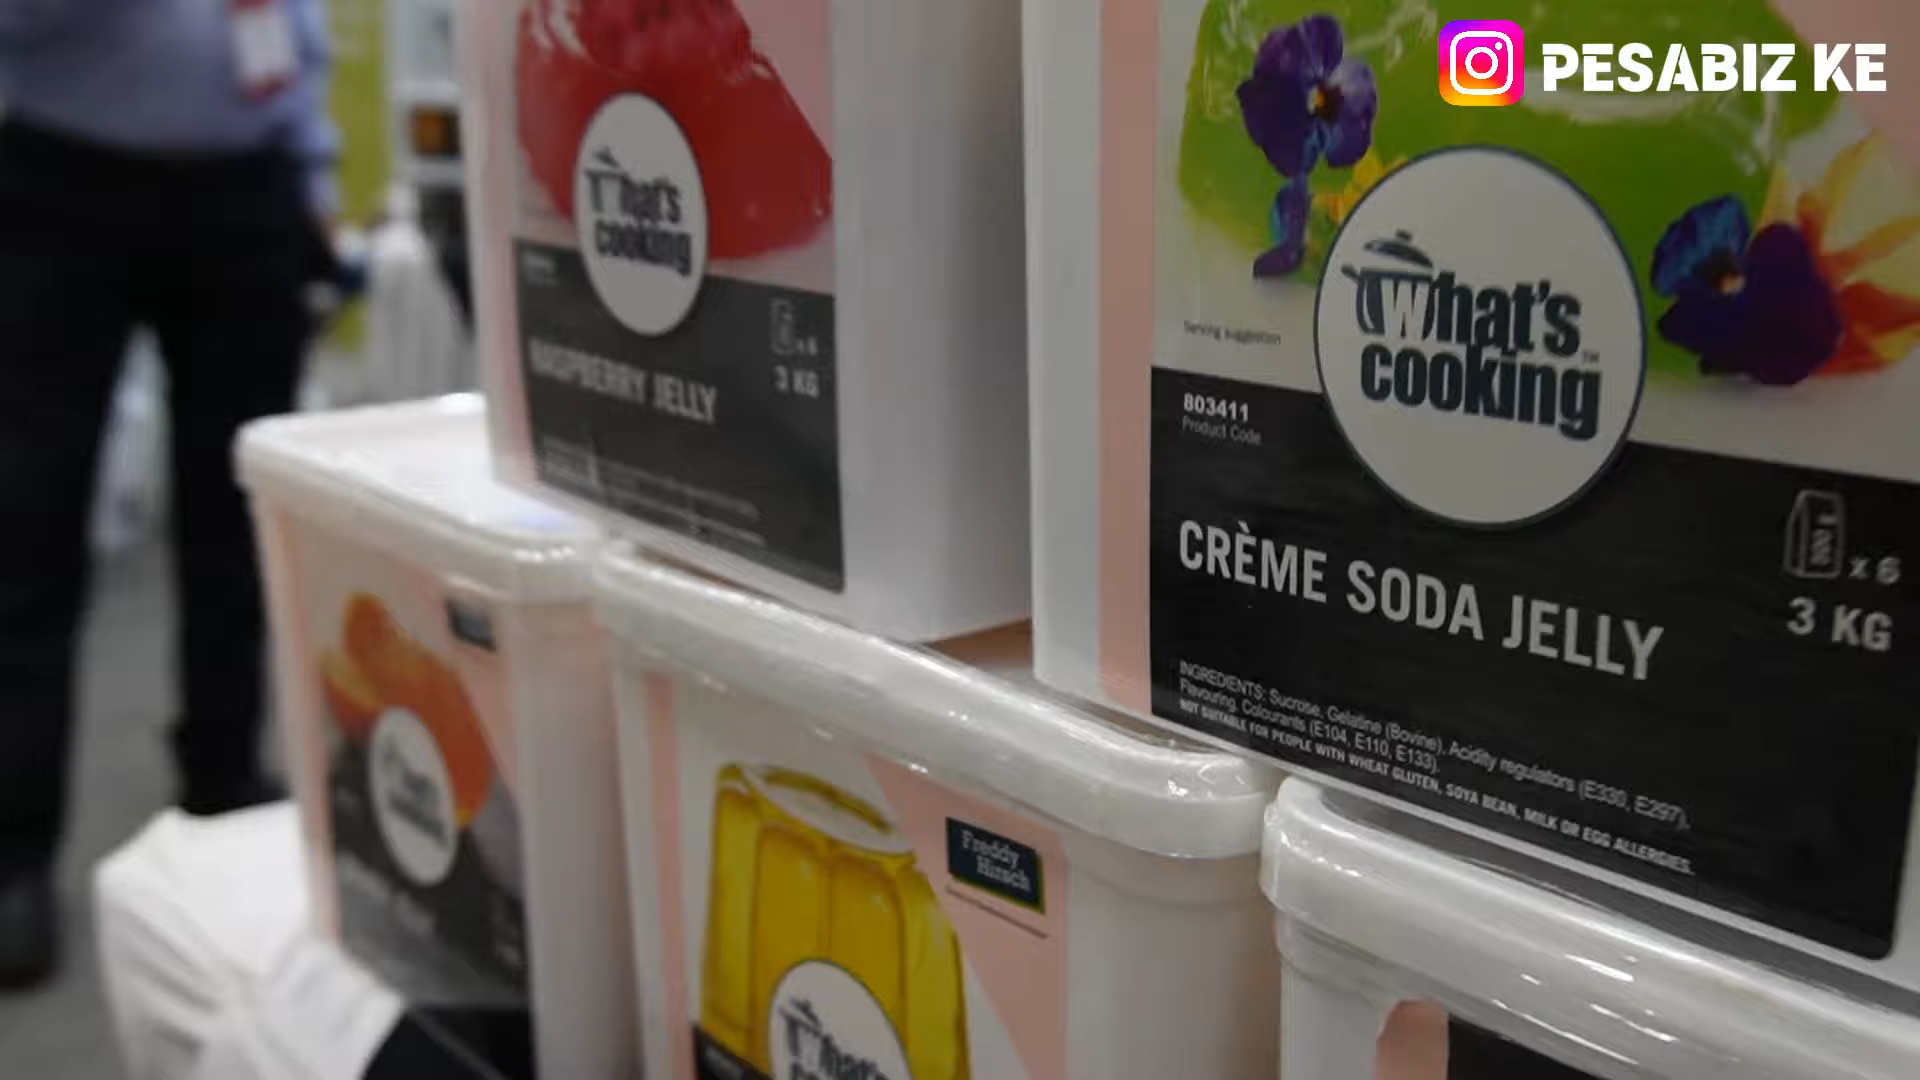 PESABIZ KE
What's
cooking
RASPBERRY JELLY
x 6
3 KG
Serving suggestion
What's
cooking
TM
803411
Product Code
CRÈME SODA JELLY
x 6
3 KG
INGREDIENTS: Sucrose, Gelatine (Bovine), Acidity regulators (E330, E297),
Flavouring, Colourants (E104, E110, E133).
NOT SUITABLE FOR PEOPLE WITH WHEAT GLUTEN, SOYA BEAN, MILK OR EGG ALLERGIES.
Freddy
Hirsch
What's